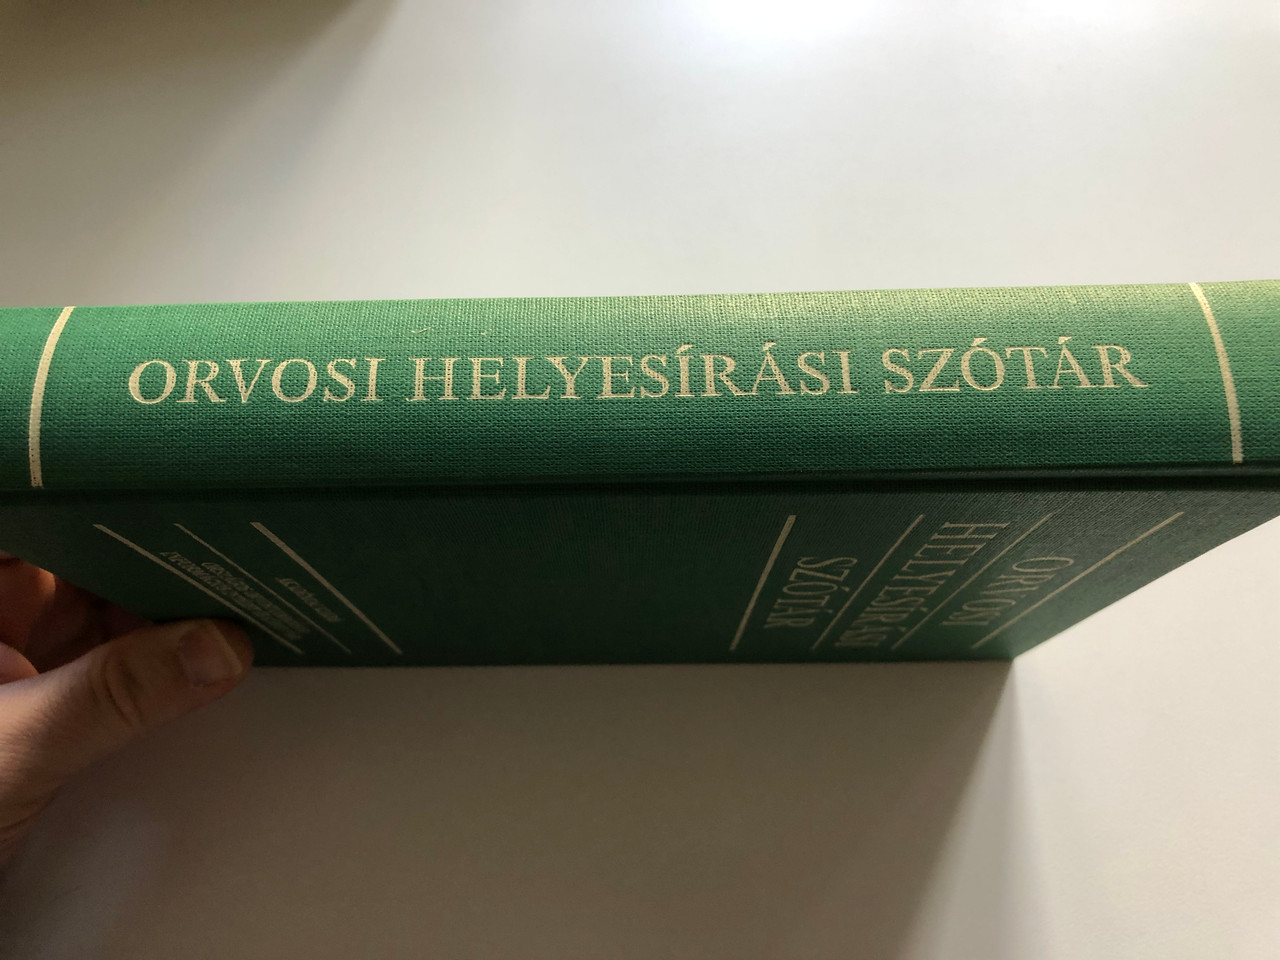 ORVOSI HELYESÍRÁSI SZÓTÁR
ORVOSI
HELYESÍRÁSI
SZÓTÁR